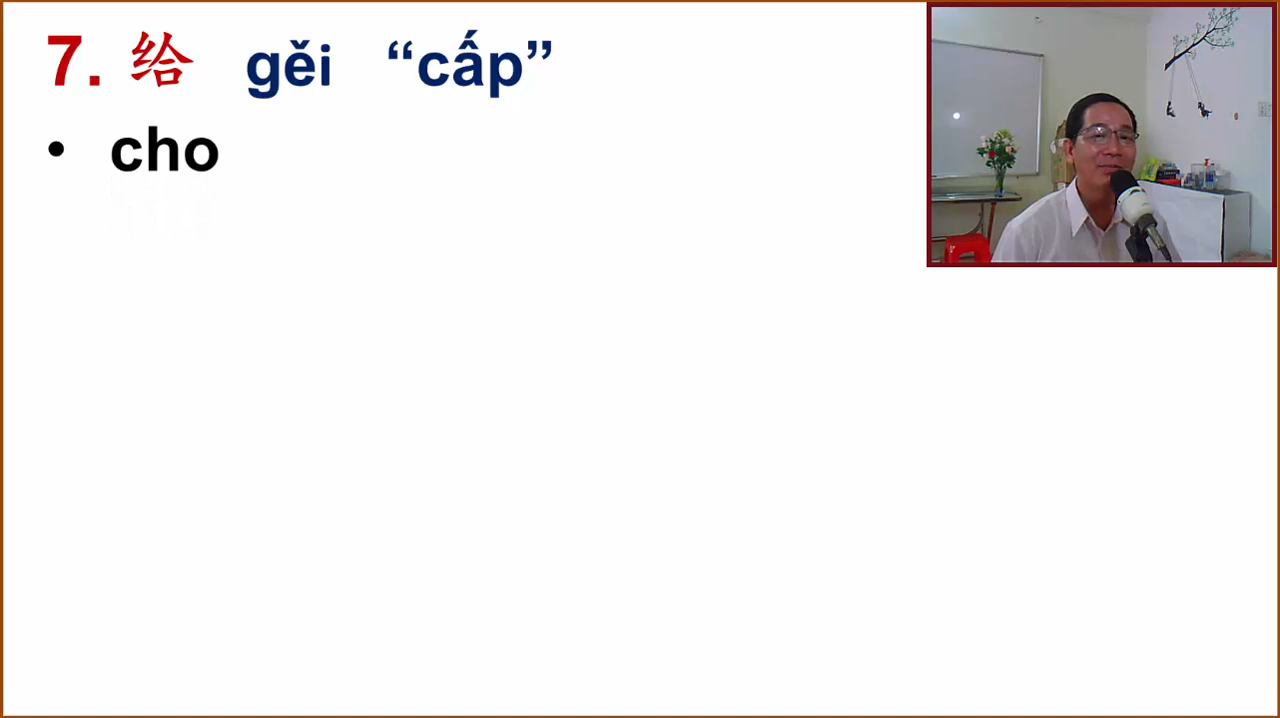 7. 给 gěi “cấp”
• cho